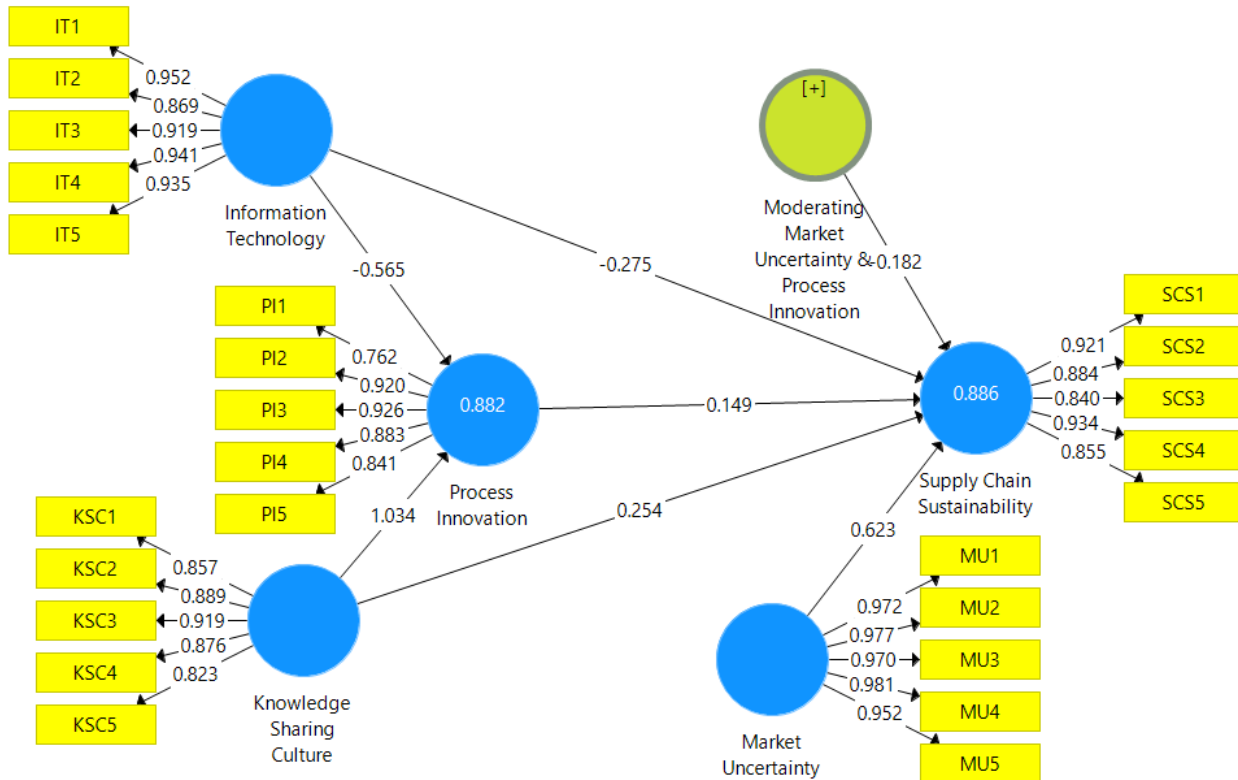 IT1
IT2
IT3
IT4
IT5
0.952
0.869
0.919
0.941
0.935
Information
Technology
[+]
Moderating
Market
Uncertainty &
Process
Innovation
-0.565
-0.275
-0.182
PI1
PI2
PI3
PI4
PI5
0.762
0.920
0.926
0.883
0.841
0.882
Process
Innovation
0.149
0.886
Supply Chain
Sustainability
0.921
0.884
0.840
0.934
0.855
SCS1
SCS2
SCS3
SCS4
SCS5
KSC1
KSC2
KSC3
KSC4
KSC5
0.857
0.889
0.919
0.876
0.823
Knowledge
Sharing
Culture
1.034
0.254
0.623
Market
Uncertainty
0.972
0.977
0.970
0.981
0.952
MU1
MU2
MU3
MU4
MU5